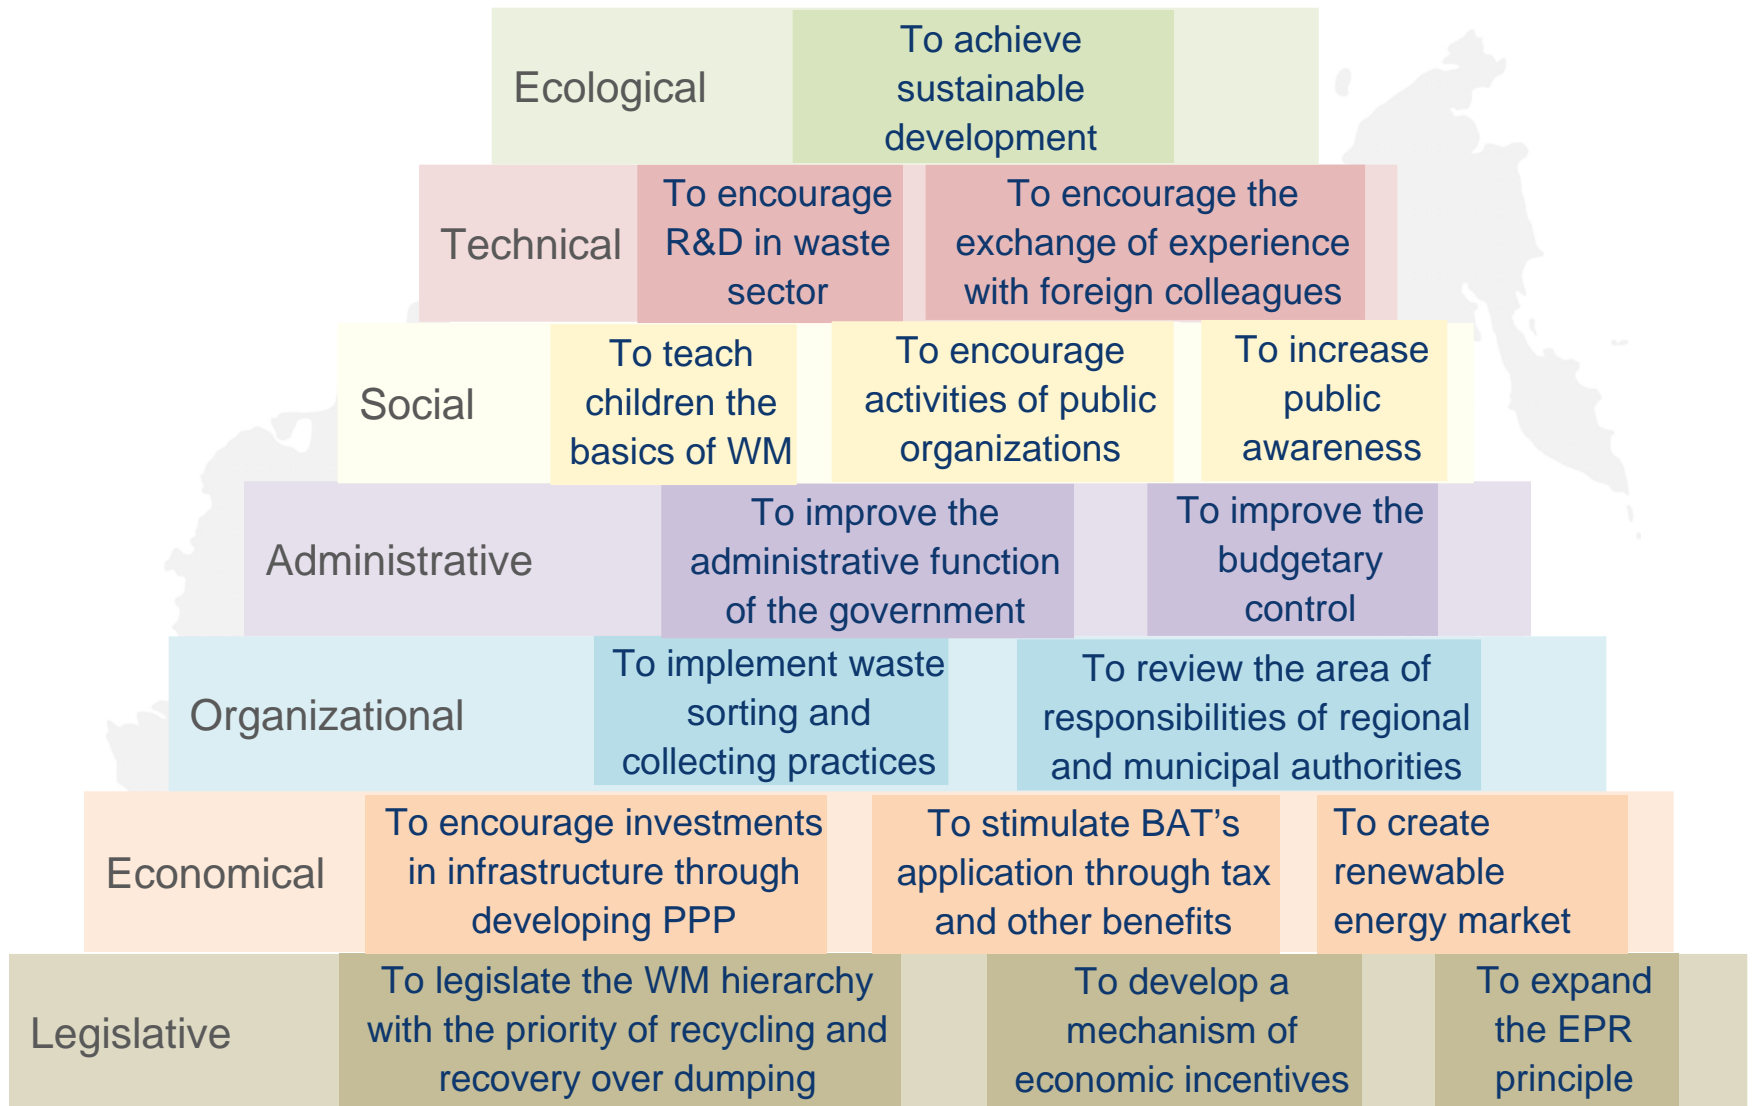 Ecological
To achieve
sustainable
development
Technical
To encourage
R&D in waste
sector
To encourage the
exchange of experience
with foreign colleagues
Social
To teach
children the
basics of WM
To encourage
activities of public
organizations
To increase
public
awareness
Administrative
To improve the
administrative function
of the government
To improve the
budgetary
control
Organizational
To implement waste
sorting and
collecting practices
To review the area of
responsibilities of regional
and municipal authorities
Economical
To encourage investments
in infrastructure through
developing PPP
To stimulate BAT’s
application through tax
and other benefits
To create
renewable
energy market
Legislative
To legislate the WM hierarchy
with the priority of recycling and
recovery over dumping
To develop a
mechanism of
economic incentives
To expand
the EPR
principle